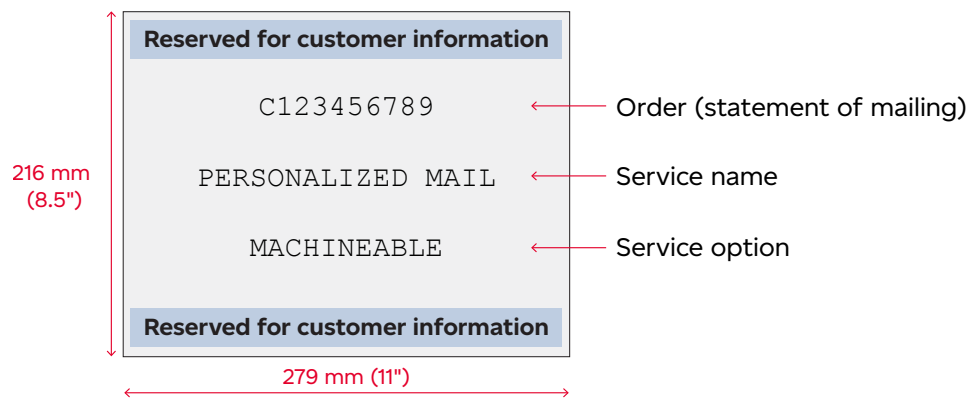 Reserved for customer information
C123456789
Order (statement of mailing)
216 mm
(8.5")
PERSONALIZED MAIL
Service name
MACHINEABLE
Service option
Reserved for customer information
279 mm (11")